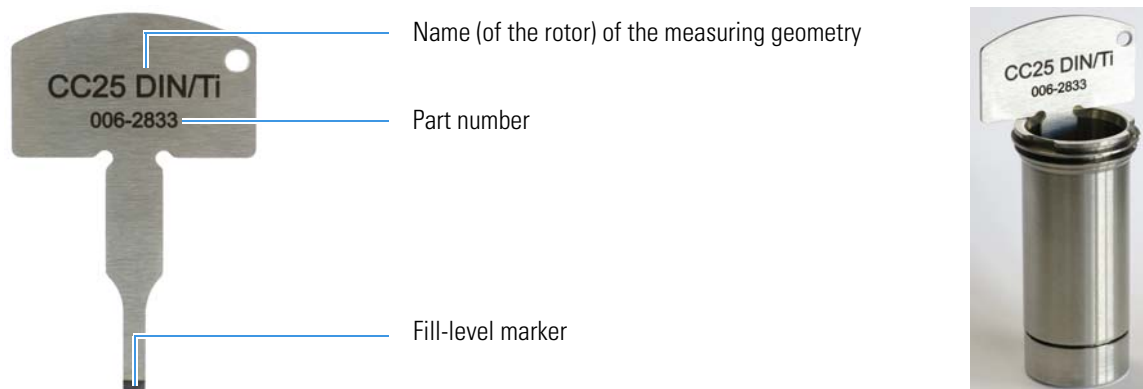 Name (of the rotor) of the measuring geometry
CC25 DIN/Ti
006-2833
Part number
Fill-level marker
CC25 DIN/Ti
006-2833